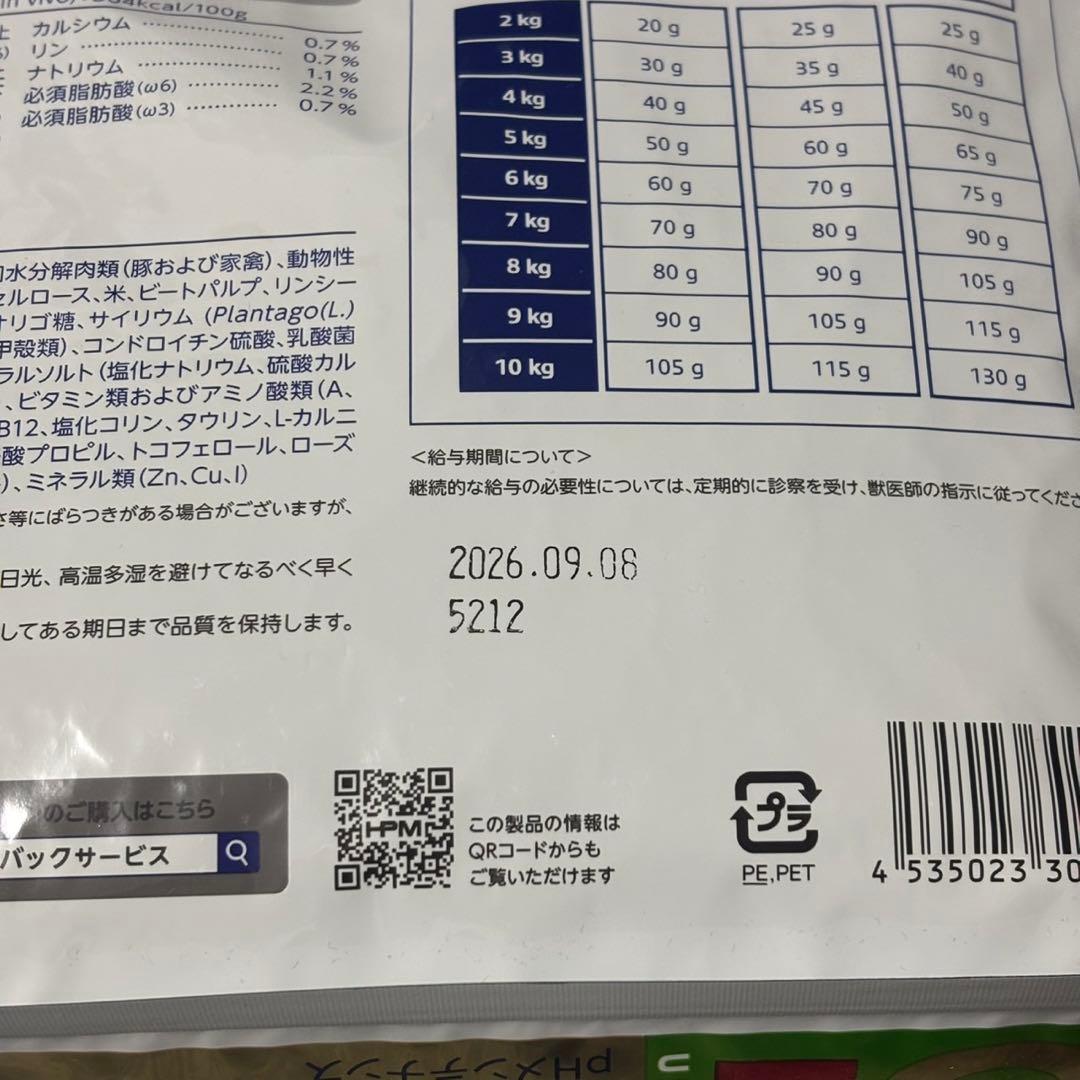 4kcal/100g
カルシウム 0.7%
リン 0.7%
ナトリウム 1.1%
必須脂肪酸(ω6) 2.2%
必須脂肪酸(ω3) 0.7%
水分解肉類(豚および家禽)、動物性
セルロース、米、ビートパルプ、リンシー
オリゴ糖、サイリウム (Plantago(L.)
甲殻類)、コンドロイチン硫酸、乳酸菌
ラルソルト(塩化ナトリウム、硫酸カル
、ビタミン類およびアミノ酸類(A、
B12、塩化コリン、タウリン、L-カルニ
酸プロピル、トコフェロール、ローズ
)、ミネラル類(Zn、Cu、I)
さ等にばらつきがある場合がございますが、
日光、高温多湿を避けてなるべく早く
してある期日まで品質を保持します。
2 kg 20 g 25 g 25 g
3 kg 30 g 35 g 40 g
4 kg 40 g 45 g 50 g
5 kg 50 g 60 g 65 g
6 kg 60 g 70 g 75 g
7 kg 70 g 80 g 90 g
8 kg 80 g 90 g 105 g
9 kg 90 g 105 g 115 g
10 kg 105 g 115 g 130 g
<給与期間について>
継続的な給与の必要性については、定期的に診察を受け、獣医師の指示に従ってくださ
2026.09.08
5212
のご購入はこちら
バックサービス
HPM
この製品の情報は
QRコードからも
ご覧いただけます
プラ
PE,PET
4 535023 30
pHメンテナンス